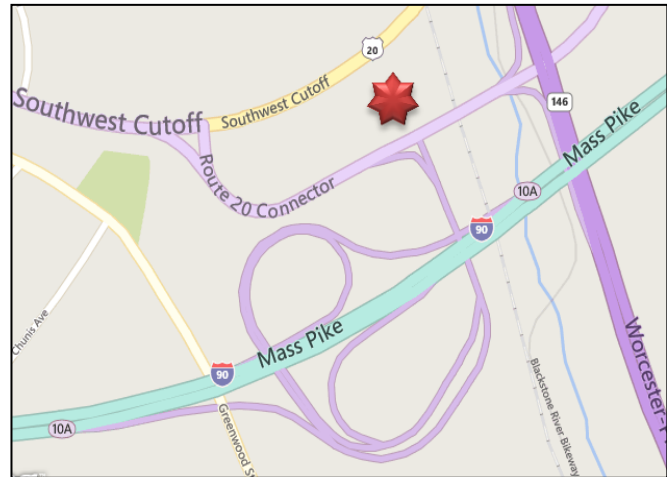 20
Southwest Cutoff
Southwest Cutoff
146
Mass Pike
Route 20 Connector
10A
90
Chunis Ave
Mass Pike
90
10A
Greenwood St
Blackstone River Bikeway
Worcester-P